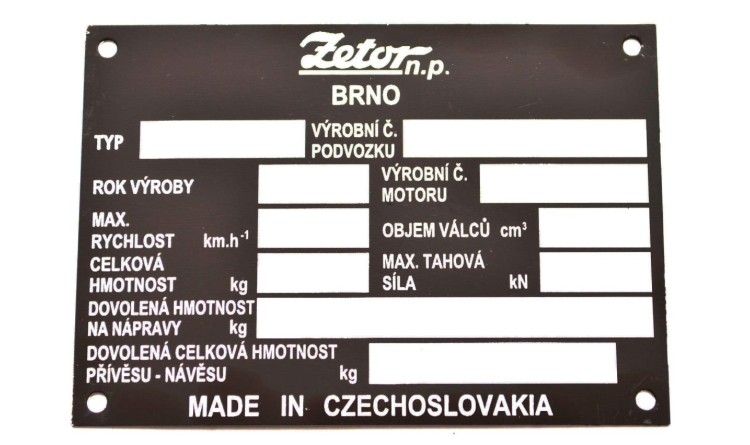 Zetor n.p.
BRNO
TYP
VÝROBNÍ Č.
PODVOZKU
ROK VÝROBY
VÝROBNÍ Č.
MOTORU
MAX.
RYCHLOST km.h⁻¹
OBJEM VÁLCŮ cm³
CELKOVÁ
HMOTNOST kg
MAX. TAHOVÁ
SÍLA kN
DOVOLENÁ HMOTNOST
NA NÁPRAVY kg
DOVOLENÁ CELKOVÁ HMOTNOST
PŘÍVĚSU - NÁVĚSU kg
MADE IN CZECHOSLOVAKIA